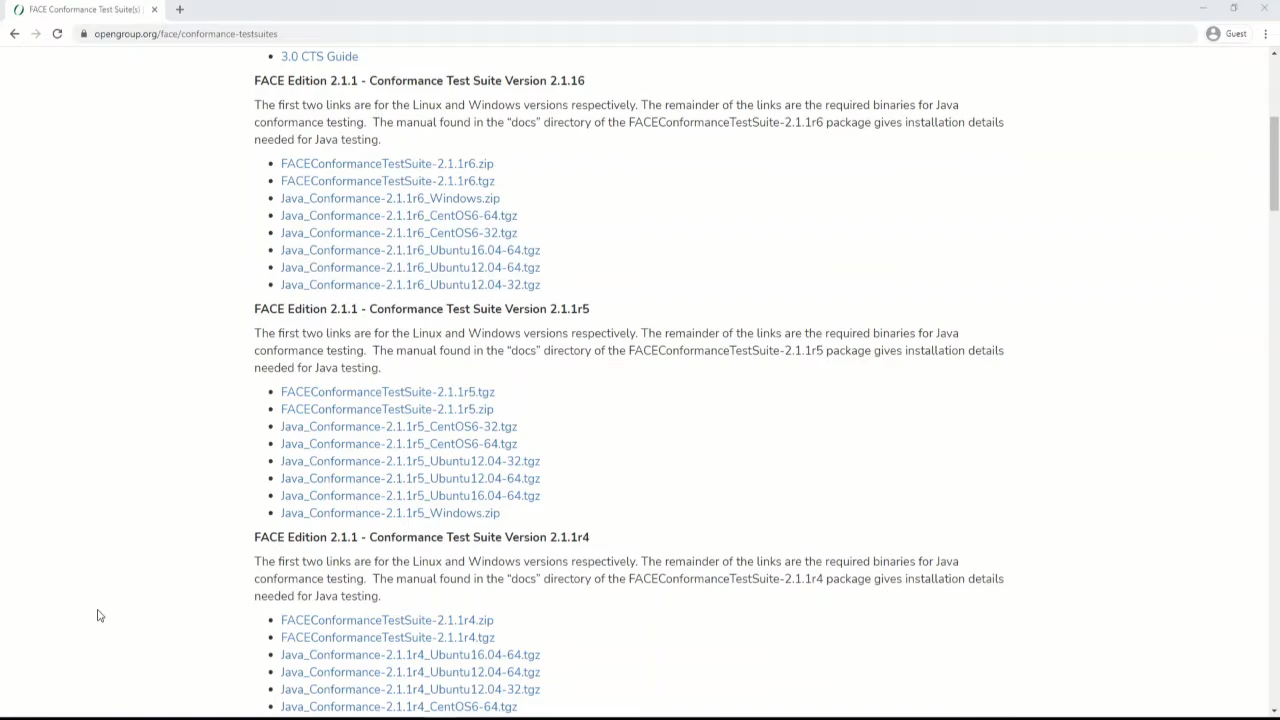 FACE Conformance Test Suite(s)
opengroup.org/face/conformance-testsuites
Guest
3.0 CTS Guide
FACE Edition 2.1.1 - Conformance Test Suite Version 2.1.16
The first two links are for the Linux and Windows versions respectively. The remainder of the links are the required binaries for Java
conformance testing. The manual found in the “docs” directory of the FACEConformanceTestSuite-2.1.1r6 package gives installation details
needed for Java testing.
FACEConformanceTestSuite-2.1.1r6.zip
FACEConformanceTestSuite-2.1.1r6.tgz
Java_Conformance-2.1.1r6_Windows.zip
Java_Conformance-2.1.1r6_CentOS6-64.tgz
Java_Conformance-2.1.1r6_CentOS6-32.tgz
Java_Conformance-2.1.1r6_Ubuntu16.04-64.tgz
Java_Conformance-2.1.1r6_Ubuntu12.04-64.tgz
Java_Conformance-2.1.1r6_Ubuntu12.04-32.tgz
FACE Edition 2.1.1 - Conformance Test Suite Version 2.1.1r5
The first two links are for the Linux and Windows versions respectively. The remainder of the links are the required binaries for Java
conformance testing. The manual found in the “docs” directory of the FACEConformanceTestSuite-2.1.1r5 package gives installation details
needed for Java testing.
FACEConformanceTestSuite-2.1.1r5.tgz
FACEConformanceTestSuite-2.1.1r5.zip
Java_Conformance-2.1.1r5_CentOS6-32.tgz
Java_Conformance-2.1.1r5_CentOS6-64.tgz
Java_Conformance-2.1.1r5_Ubuntu12.04-32.tgz
Java_Conformance-2.1.1r5_Ubuntu12.04-64.tgz
Java_Conformance-2.1.1r5_Ubuntu16.04-64.tgz
Java_Conformance-2.1.1r5_Windows.zip
FACE Edition 2.1.1 - Conformance Test Suite Version 2.1.1r4
The first two links are for the Linux and Windows versions respectively. The remainder of the links are the required binaries for Java
conformance testing. The manual found in the “docs” directory of the FACEConformanceTestSuite-2.1.1r4 package gives installation details
needed for Java testing.
FACEConformanceTestSuite-2.1.1r4.zip
FACEConformanceTestSuite-2.1.1r4.tgz
Java_Conformance-2.1.1r4_Ubuntu16.04-64.tgz
Java_Conformance-2.1.1r4_Ubuntu12.04-64.tgz
Java_Conformance-2.1.1r4_Ubuntu12.04-32.tgz
Java_Conformance-2.1.1r4_CentOS6-64.tgz